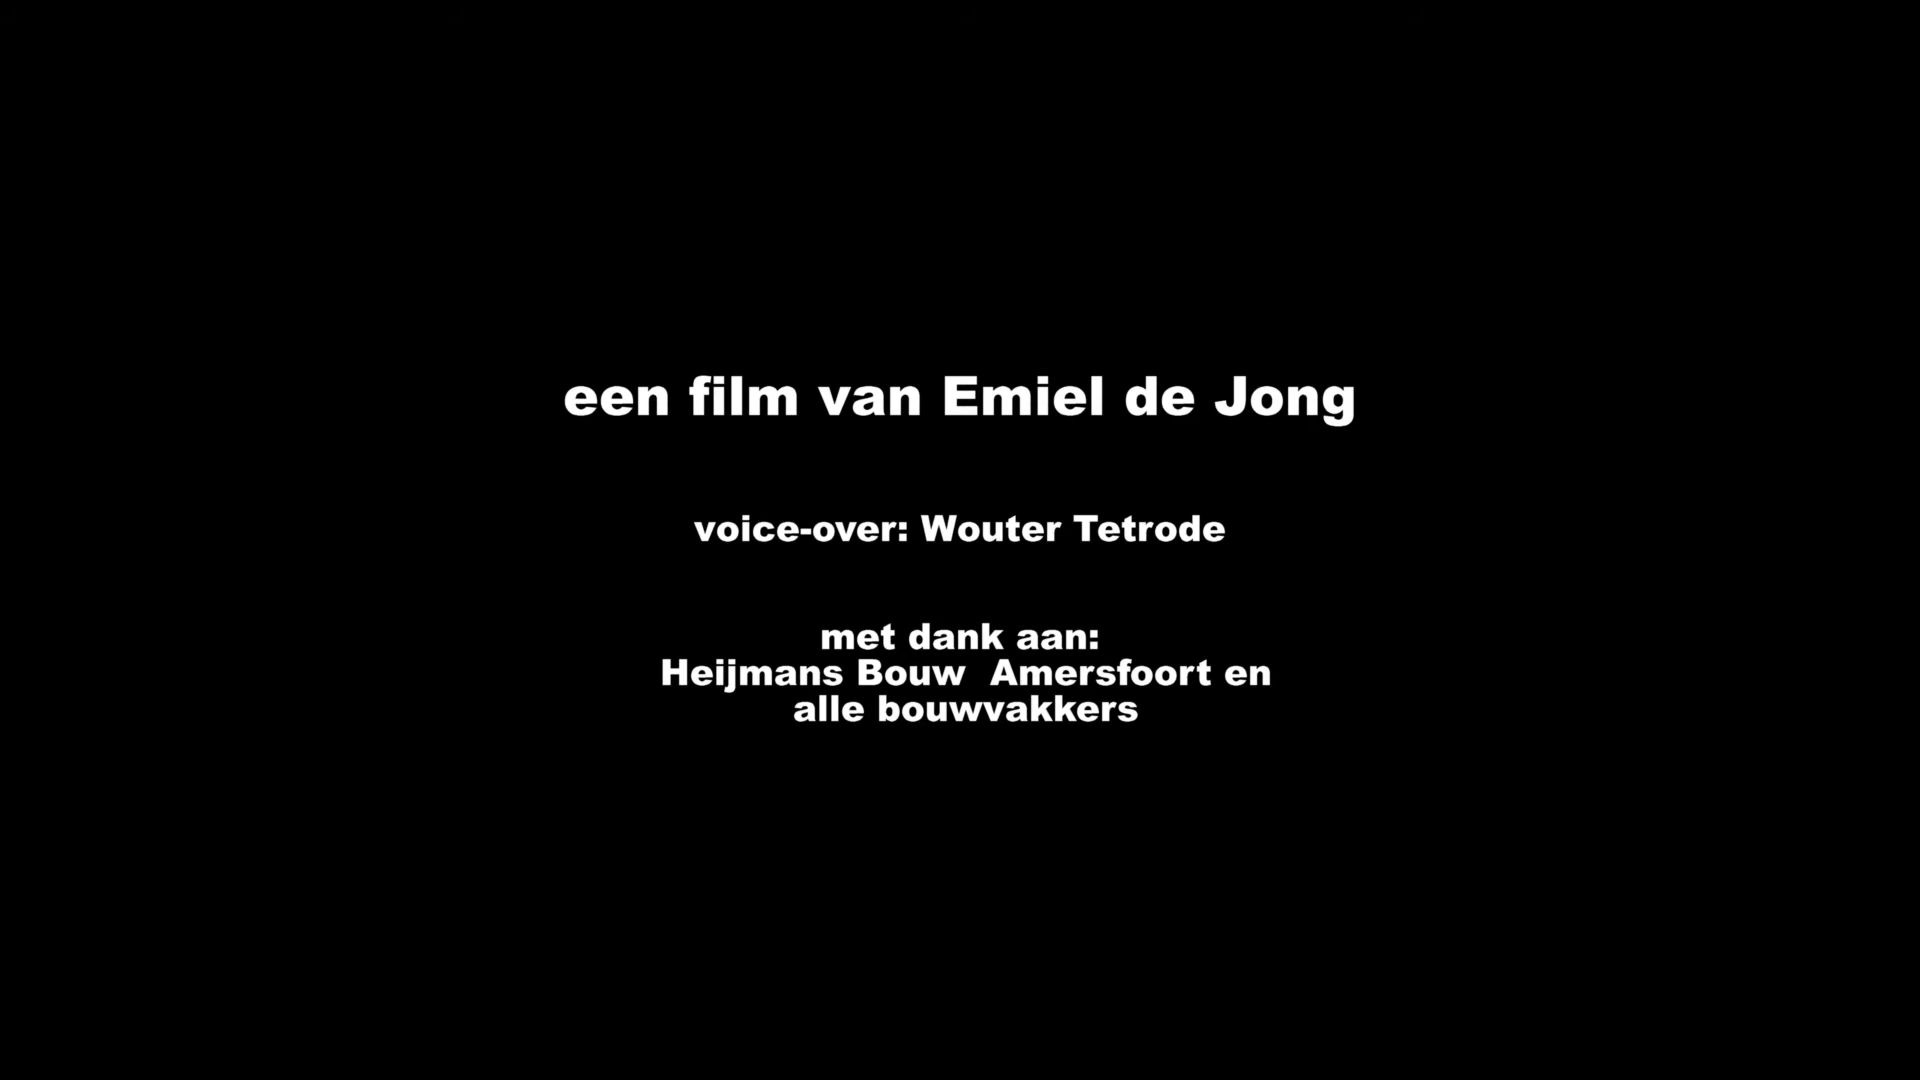 een film van Emiel de Jong
voice-over: Wouter Tetrode
met dank aan:
Heijmans Bouw  Amersfoort en
alle bouwvakkers